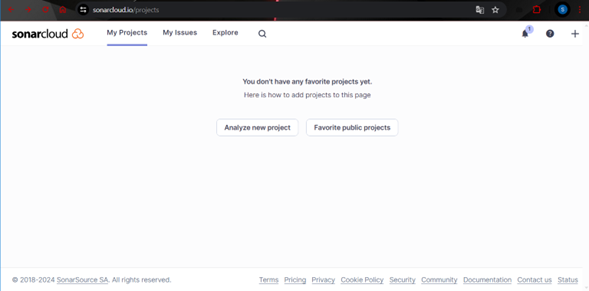 sonarcloud.io/projects
S
sonarcloud My Projects My Issues Explore
1
You don't have any favorite projects yet.
Here is how to add projects to this page
Analyze new project Favorite public projects
© 2018-2024 SonarSource SA. All rights reserved. Terms Pricing Privacy Cookie Policy Security Community Documentation Contact us Status